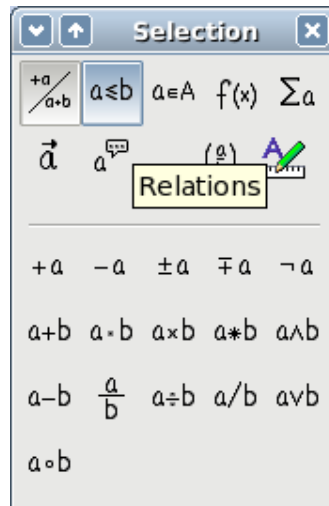 Selection
+a/a+b a≤b a∈A f(x) Σa
a⃗ a
Relations
+a −a ±a ∓a ¬a
a+b a·b a×b a∗b a∧b
a−b a/b a÷b a/b a∨b
a∘b